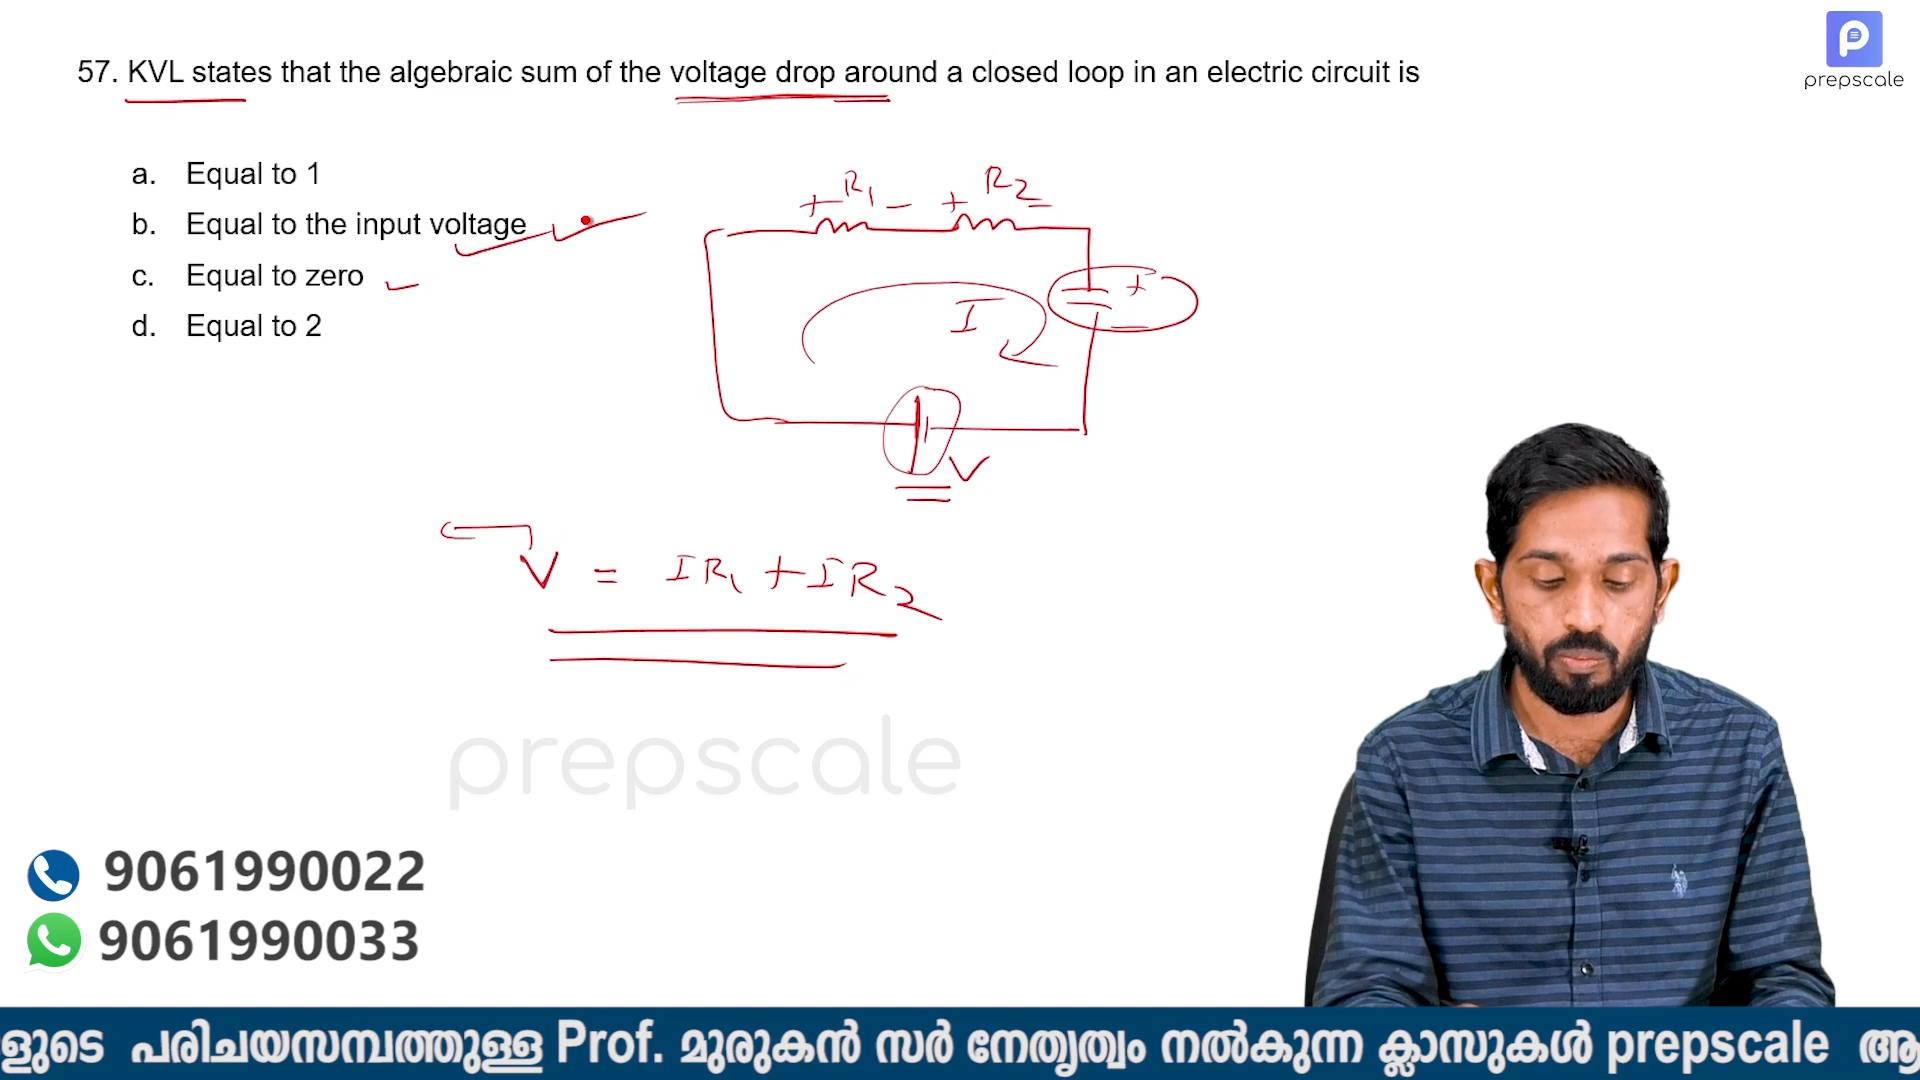 prepscale
57. KVL states that the algebraic sum of the voltage drop around a closed loop in an electric circuit is
a. Equal to 1
b. Equal to the input voltage
c. Equal to zero
d. Equal to 2
+ R1 - + R2 -
+ -
I
V
V = IR1 + IR2
prepscale
9061990022
9061990033
ളുടെ പരിചയസമ്പത്തുള്ള Prof. മുരുകൻ സർ നേതൃത്വം നൽകുന്ന ക്ലാസുകൾ prepscale ആ